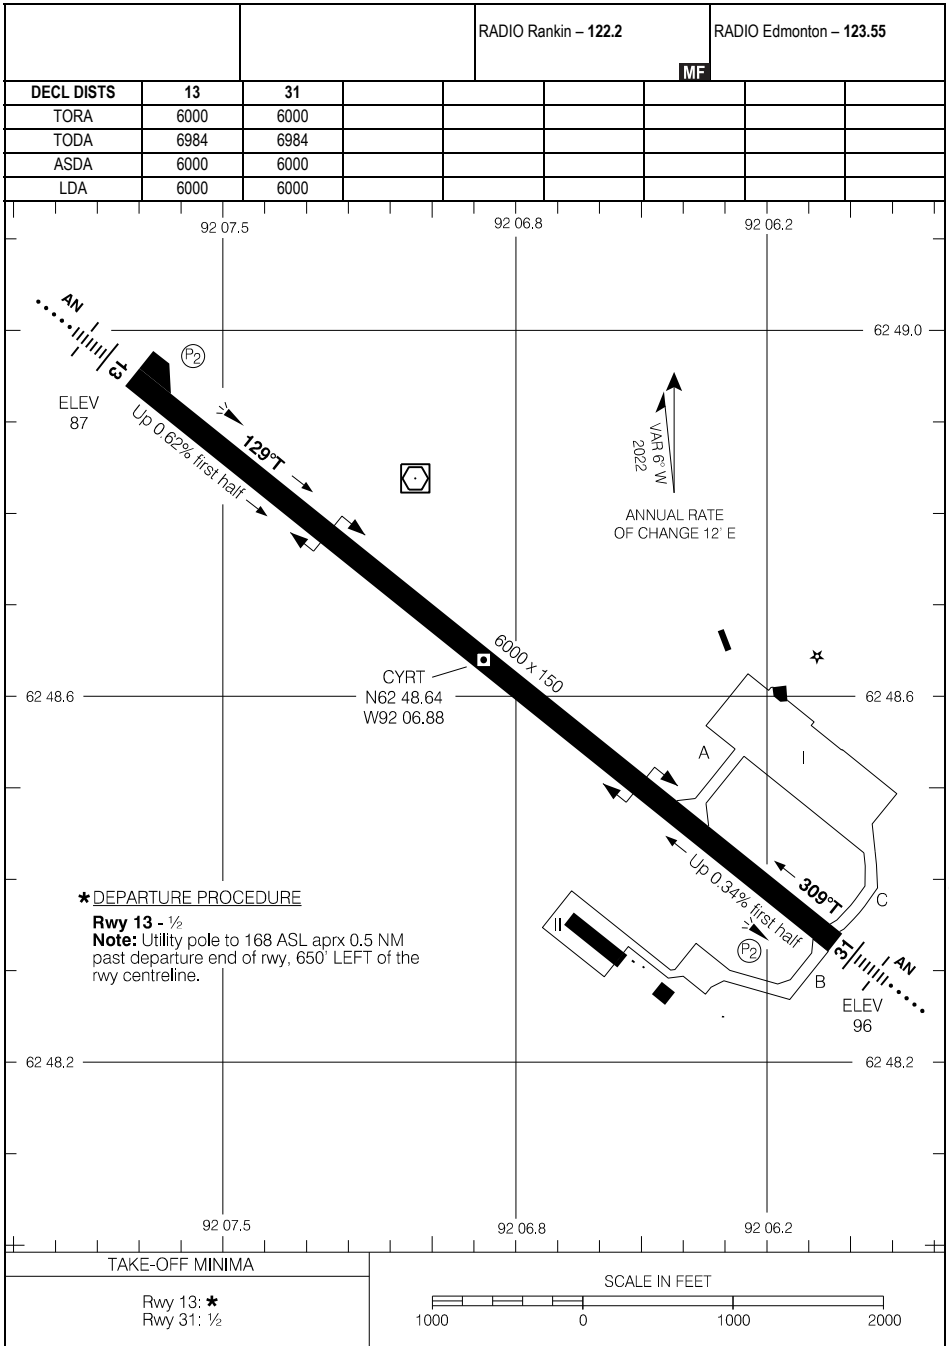 RADIO Rankin – 122.2
RADIO Edmonton – 123.55
MF
DECL DISTS 13 31
TORA 6000 6000
TODA 6984 6984
ASDA 6000 6000
LDA 6000 6000
92 07.5 92 06.8 92 06.2
AN
62 49.0
P2
13
ELEV
87
Up 0.62% first half
129°T
VAR 6° W
2022
ANNUAL RATE
OF CHANGE 12' E
6000 x 150
CYRT
N62 48.64
W92 06.88
62 48.6
62 48.6
A
I
Up 0.34% first half
309°T
C
*DEPARTURE PROCEDURE
Rwy 13 - ½
Note: Utility pole to 168 ASL aprx 0.5 NM
past departure end of rwy, 650' LEFT of the
rwy centreline.
II
P2
31
AN
B
ELEV
96
62 48.2
62 48.2
92 07.5 92 06.8 92 06.2
TAKE-OFF MINIMA
Rwy 13: *
Rwy 31: ½
SCALE IN FEET
1000 0 1000 2000